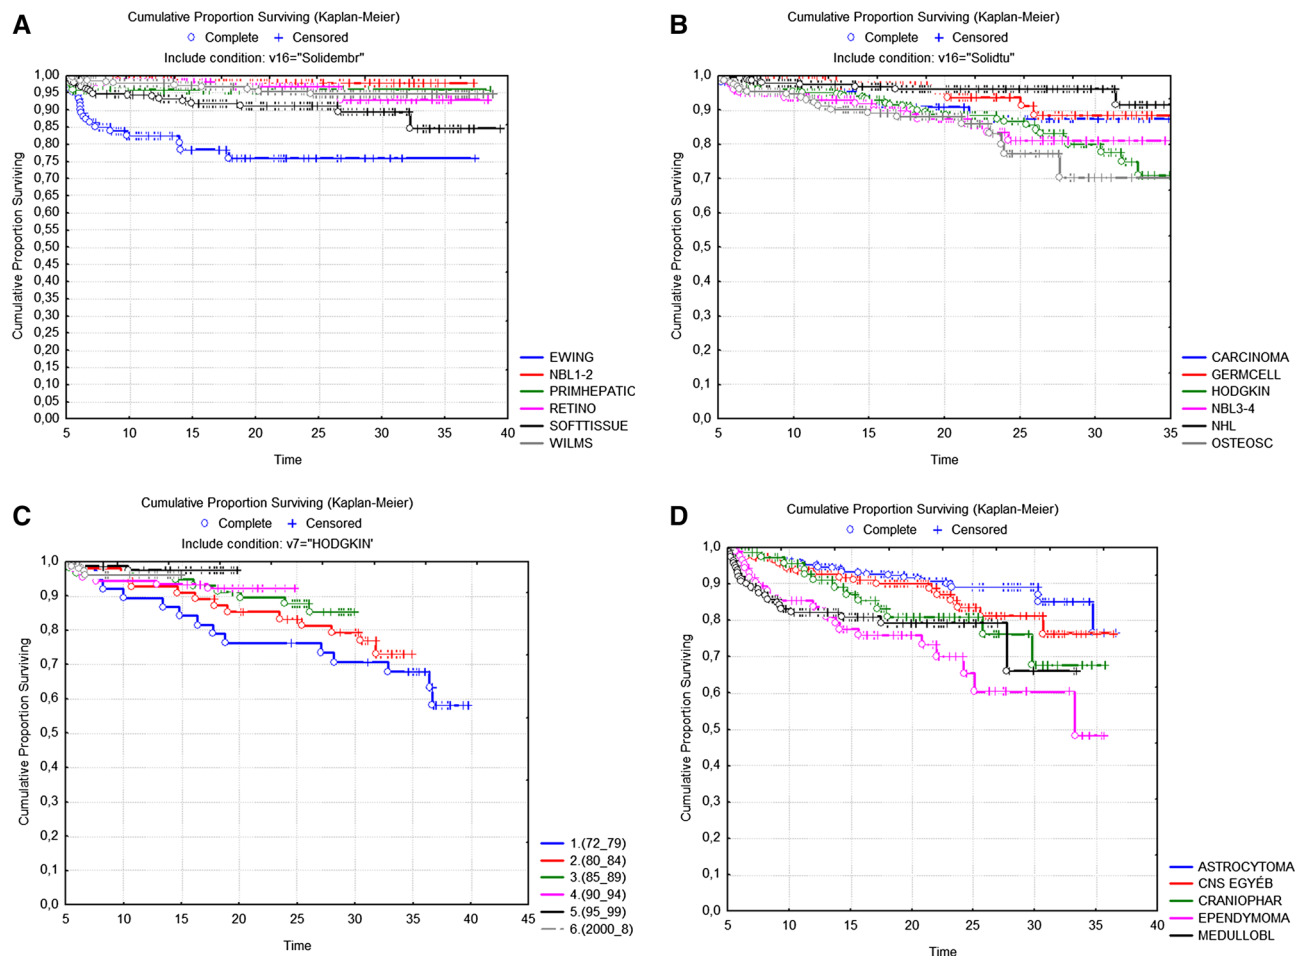 A
Cumulative Proportion Surviving (Kaplan-Meier)
Complete Censored
Include condition: v16="Solidembr"
Cumulative Proportion Surviving
1,00
0,95
0,90
0,85
0,80
0,75
0,70
0,65
0,60
0,55
0,50
0,45
0,40
0,35
0,30
0,25
0,20
0,15
0,10
0,05
0,00
5 10 15 20 25 30 35 40
Time
EWING
NBL1-2
PRIMHEPATIC
RETINO
SOFTTISSUE
WILMS
B
Cumulative Proportion Surviving (Kaplan-Meier)
Complete Censored
Include condition: v16="Solidtu"
Cumulative Proportion Surviving
1,0
0,9
0,8
0,7
0,6
0,5
0,4
0,3
0,2
0,1
0,0
5 10 15 20 25 30 35
Time
CARCINOMA
GERMCELL
HODGKIN
NBL3-4
NHL
OSTEOSC
C
Cumulative Proportion Surviving (Kaplan-Meier)
Complete Censored
Include condition: v7="HODGKIN'
Cumulative Proportion Surviving
1,0
0,9
0,8
0,7
0,6
0,5
0,4
0,3
0,2
0,1
0,0
5 10 15 20 25 30 35 40 45
Time
1.(72_79)
2.(80_84)
3.(85_89)
4.(90_94)
5.(95_99)
6.(2000_8)
D
Cumulative Proportion Surviving (Kaplan-Meier)
Complete Censored
Cumulative Proportion Surviving
1,0
0,9
0,8
0,7
0,6
0,5
0,4
0,3
0,2
0,1
0,0
5 10 15 20 25 30 35 40
Time
ASTROCYTOMA
CNS EGYÉB
CRANIOPHAR
EPENDYMOMA
MEDULLOBL